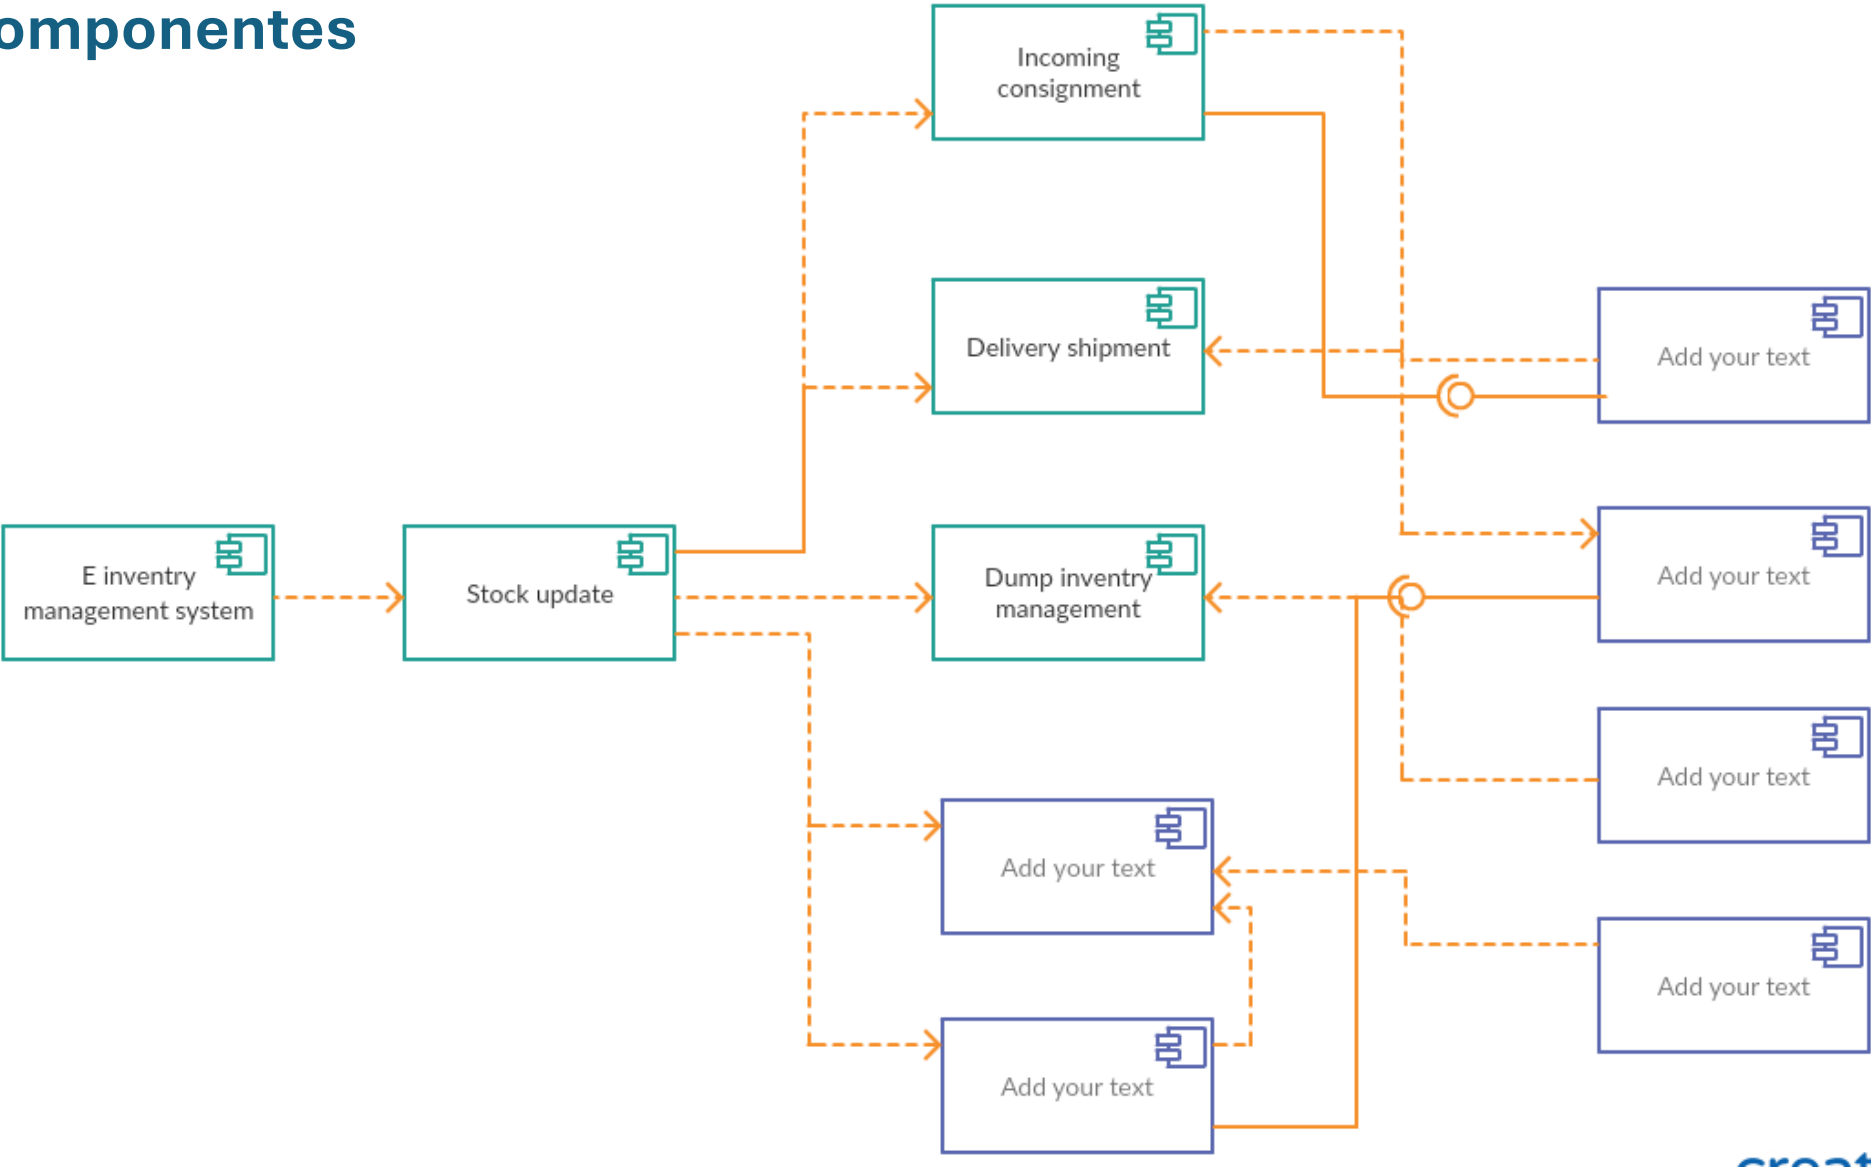 omponentes
Incoming
consignment
Delivery shipment
Add your text
E inventry
management system
Stock update
Dump inventry
management
Add your text
Add your text
Add your text
Add your text
Add your text
creat